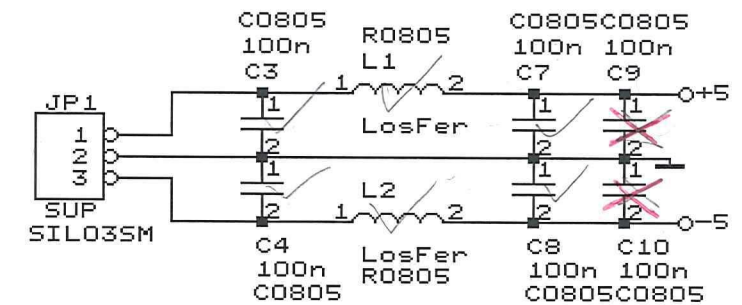 C0805
100n
C3
R0805
L1
1 2
LosFer
C0805C0805
100n 100n
C7 C9
+5
JP1
1
2
3
SUP
SIL03SM
1
2
1
2
1
2
1
2
1
2
1
2
L2
1 2
LosFer
R0805
-5
C4
100n
C0805
C8 C10
100n 100n
C0805C0805